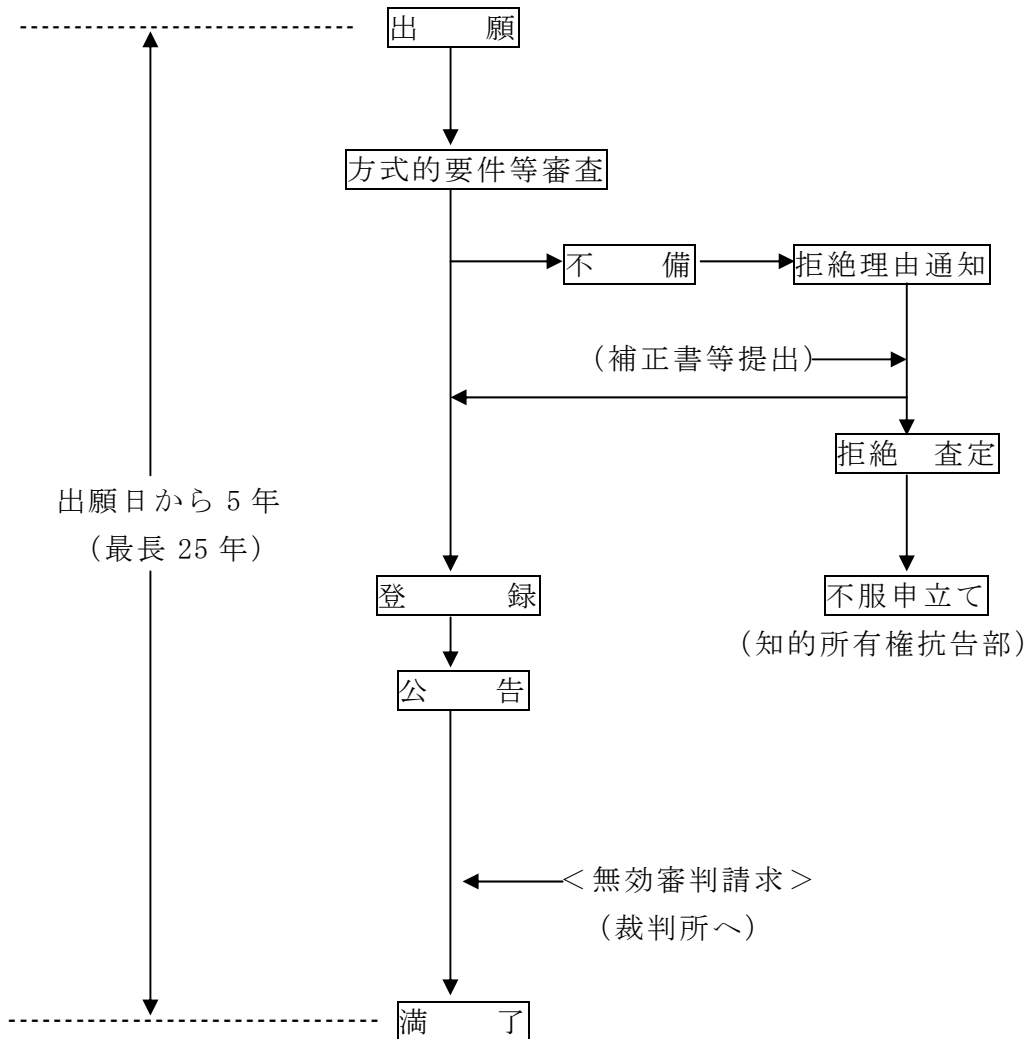 出　　願
方式的要件等審査
不　　備
拒絶理由通知
（補正書等提出）
拒絶　査定
出願日から 5 年
（最長 25 年）
登　　　録
不服申立て
（知的所有権抗告部）
公　　告
＜無効審判請求＞
（裁判所へ）
満　　了